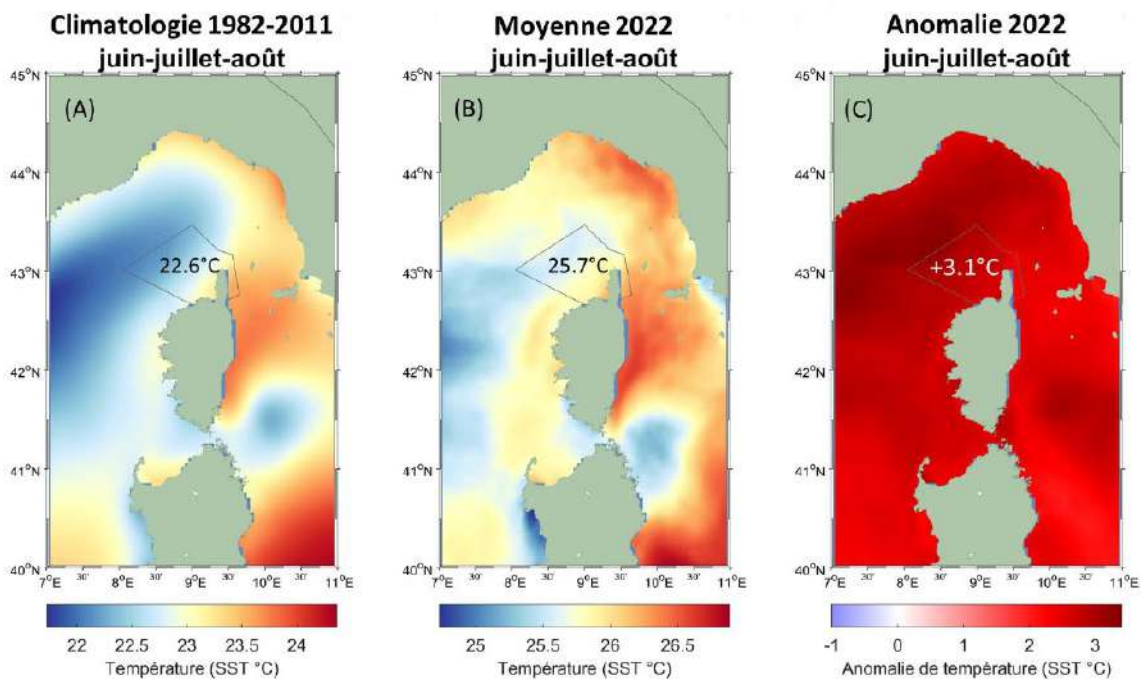 Climatologie 1982-2011
juin-juillet-août
Moyenne 2022
juin-juillet-août
Anomalie 2022
juin-juillet-août
45°N
44°N
43°N
42°N
41°N
40°N
(A)
22.6°C
7°E 30' 8°E 30' 9°E 30' 10°E 30' 11°E
22 22.5 23 23.5 24
Température (SST °C)
45°N
44°N
43°N
42°N
41°N
40°N
(B)
25.7°C
7°E 30' 8°E 30' 9°E 30' 10°E 30' 11°E
25 25.5 26 26.5
Température (SST °C)
45°N
44°N
43°N
42°N
41°N
40°N
(C)
+3.1°C
7°E 30' 8°E 30' 9°E 30' 10°E 30' 11°E
-1 0 1 2 3
Anomalie de température (SST °C)